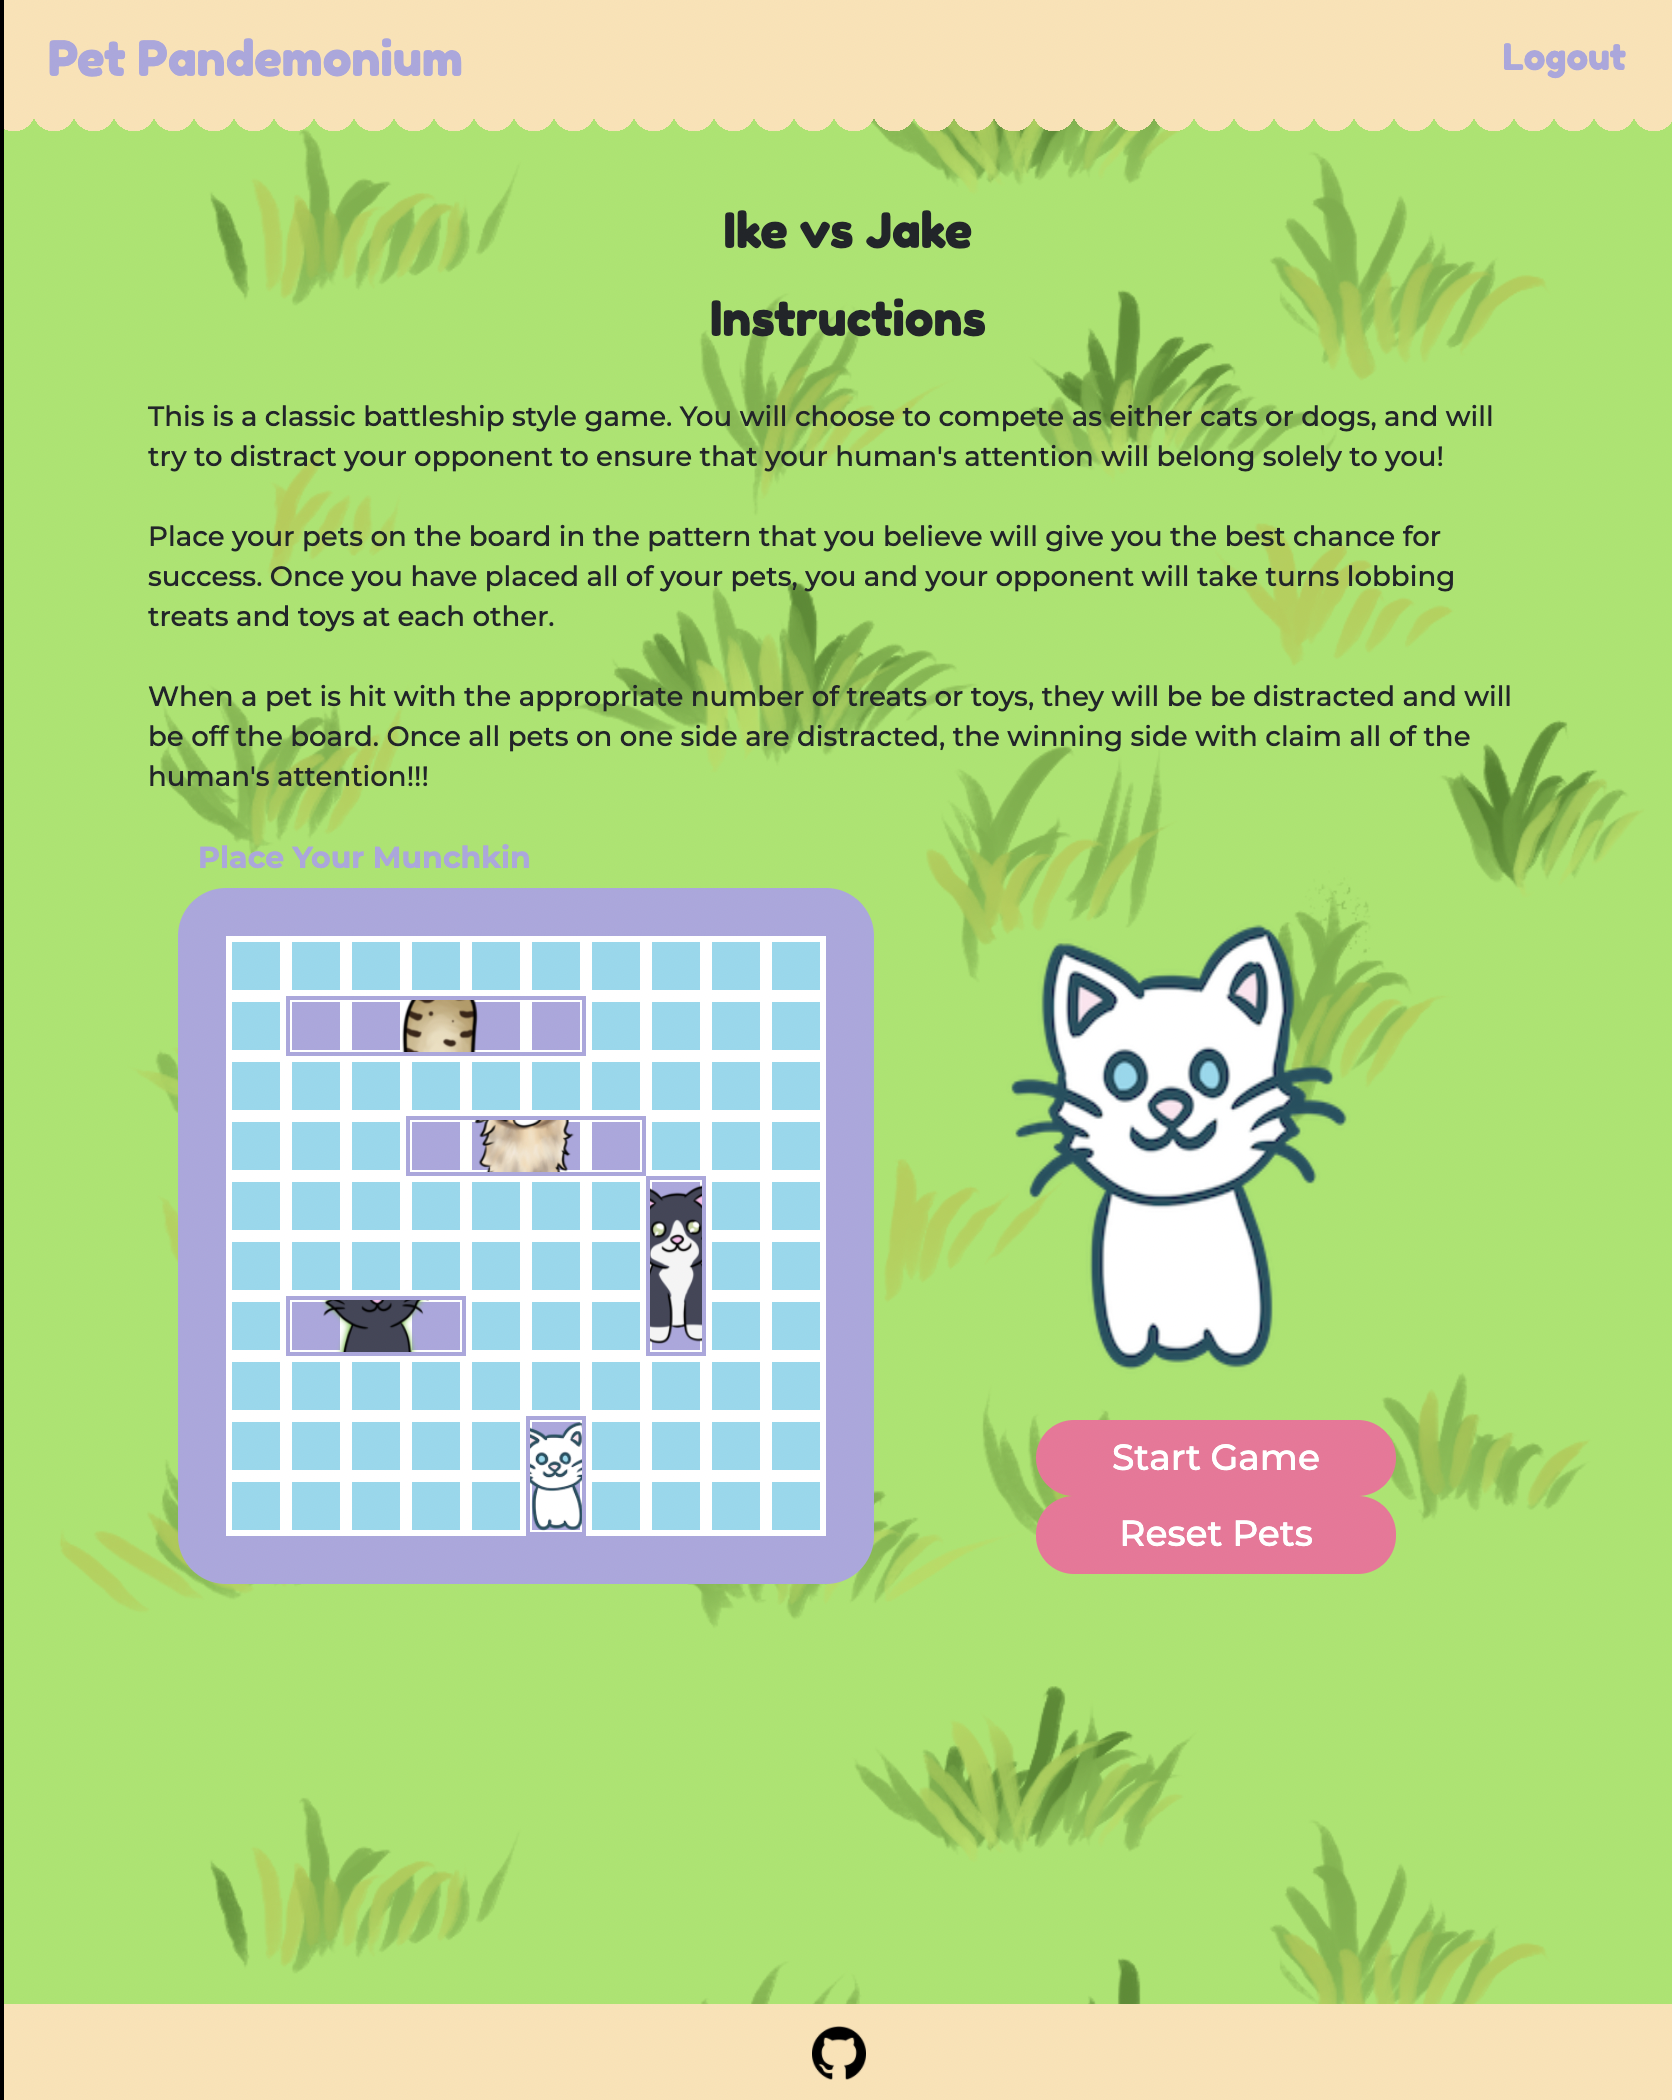 Pet Pandemonium
Logout
Ike vs Jake
Instructions
This is a classic battleship style game. You will choose to compete as either cats or dogs, and will
try to distract your opponent to ensure that your human's attention will belong solely to you!
Place your pets on the board in the pattern that you believe will give you the best chance for
success. Once you have placed all of your pets, you and your opponent will take turns lobbing
treats and toys at each other.
When a pet is hit with the appropriate number of treats or toys, they will be be distracted and will
be off the board. Once all pets on one side are distracted, the winning side with claim all of the
human's attention!!!
Place Your Munchkin
Start Game
Reset Pets